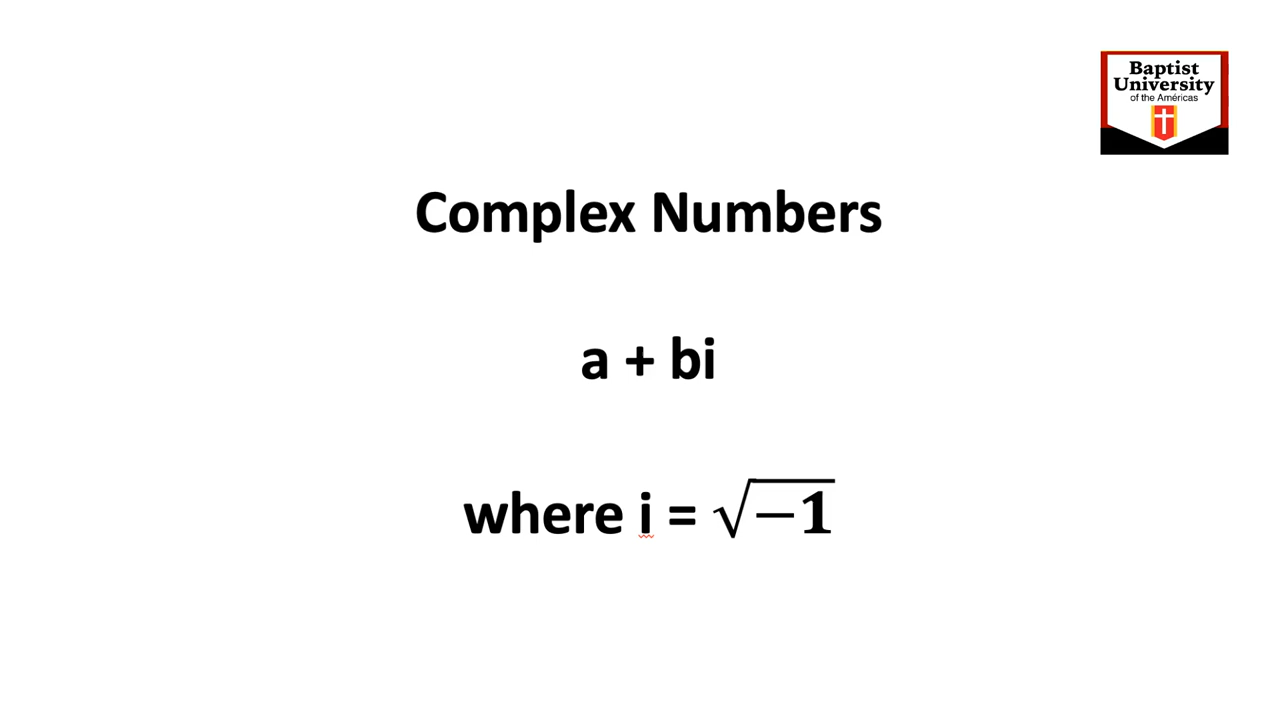 Baptist
University
of the Américas
Complex Numbers
a + bi
where i = √−1